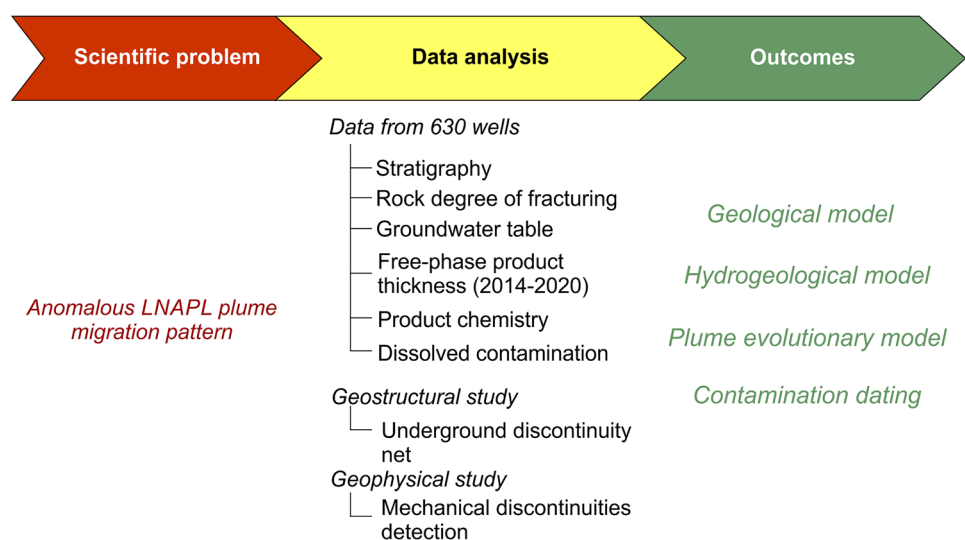 Scientific problem
Data analysis
Outcomes
Anomalous LNAPL plume
migration pattern
Data from 630 wells
Stratigraphy
Rock degree of fracturing
Groundwater table
Free-phase product
thickness (2014-2020)
Product chemistry
Dissolved contamination
Geostructural study
Underground discontinuity
net
Geophysical study
Mechanical discontinuities
detection
Geological model
Hydrogeological model
Plume evolutionary model
Contamination dating